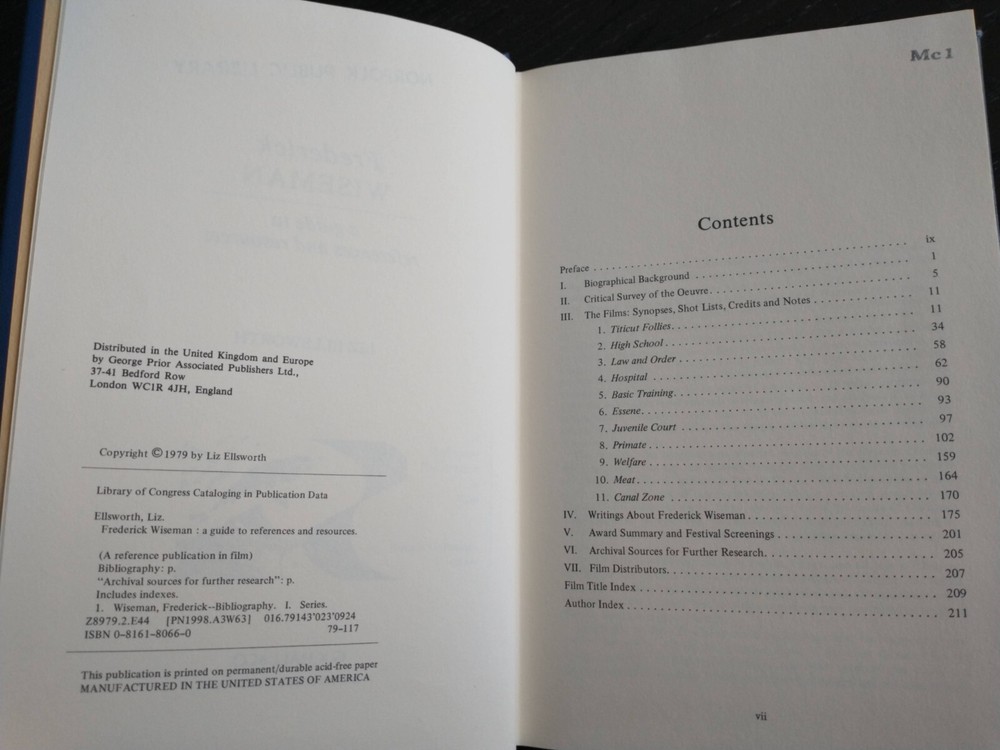 Distributed in the United Kingdom and Europe
by George Prior Associated Publishers Ltd.,
37-41 Bedford Row
London WC1R 4JH, England
Copyright © 1979 by Liz Ellsworth
Library of Congress Cataloging in Publication Data
Ellsworth, Liz.
Frederick Wiseman : a guide to references and resources.
(A reference publication in film)
Bibliography: p.
"Archival sources for further research": p.
Includes indexes.
1. Wiseman, Frederick--Bibliography. I. Series.
Z8979.2.E44 [PN1998.A3W63] 016.79143'023'0924
ISBN 0-8161-8066-0 79-117
This publication is printed on permanent/durable acid-free paper
MANUFACTURED IN THE UNITED STATES OF AMERICA
Mc1
Contents
Preface . . . ix
I. Biographical Background . . . 1
II. Critical Survey of the Oeuvre . . . 5
III. The Films: Synopses, Shot Lists, Credits and Notes . . . 11
1. Titicut Follies . . . 11
2. High School . . . 34
3. Law and Order . . . 58
4. Hospital . . . 62
5. Basic Training . . . 90
6. Essene . . . 93
7. Juvenile Court . . . 97
8. Primate . . . 102
9. Welfare . . . 159
10. Meat . . . 164
11. Canal Zone . . . 170
IV. Writings About Frederick Wiseman . . . 175
V. Award Summary and Festival Screenings . . . 201
VI. Archival Sources for Further Research . . . 205
VII. Film Distributors . . . 207
Film Title Index . . . 209
Author Index . . . 211
vii